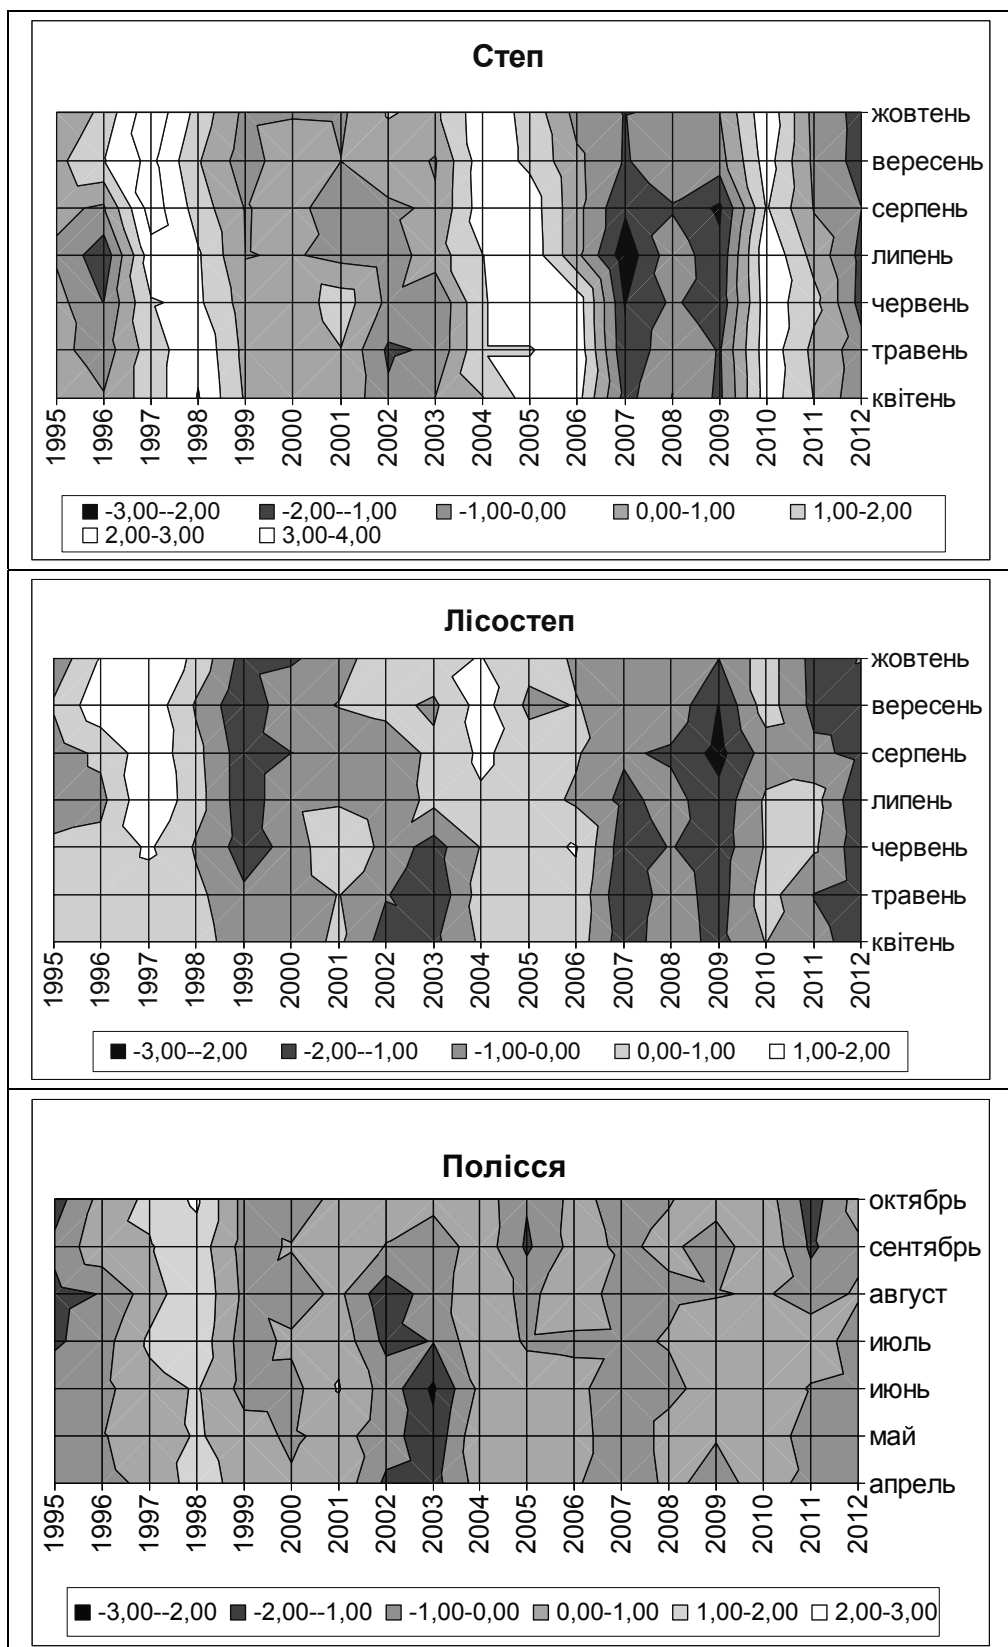 Степ
жовтень
вересень
серпень
липень
червень
травень
квітень
1995 1996 1997 1998 1999 2000 2001 2002 2003 2004 2005 2006 2007 2008 2009 2010 2011 2012
-3,00--2,00 -2,00--1,00 -1,00-0,00 0,00-1,00 1,00-2,00
2,00-3,00 3,00-4,00
Лісостеп
жовтень
вересень
серпень
липень
червень
травень
квітень
1995 1996 1997 1998 1999 2000 2001 2002 2003 2004 2005 2006 2007 2008 2009 2010 2011 2012
-3,00--2,00 -2,00--1,00 -1,00-0,00 0,00-1,00 1,00-2,00
Полісся
октябрь
сентябрь
август
июль
июнь
май
апрель
1995 1996 1997 1998 1999 2000 2001 2002 2003 2004 2005 2006 2007 2008 2009 2010 2011 2012
-3,00--2,00 -2,00--1,00 -1,00-0,00 0,00-1,00 1,00-2,00 2,00-3,00